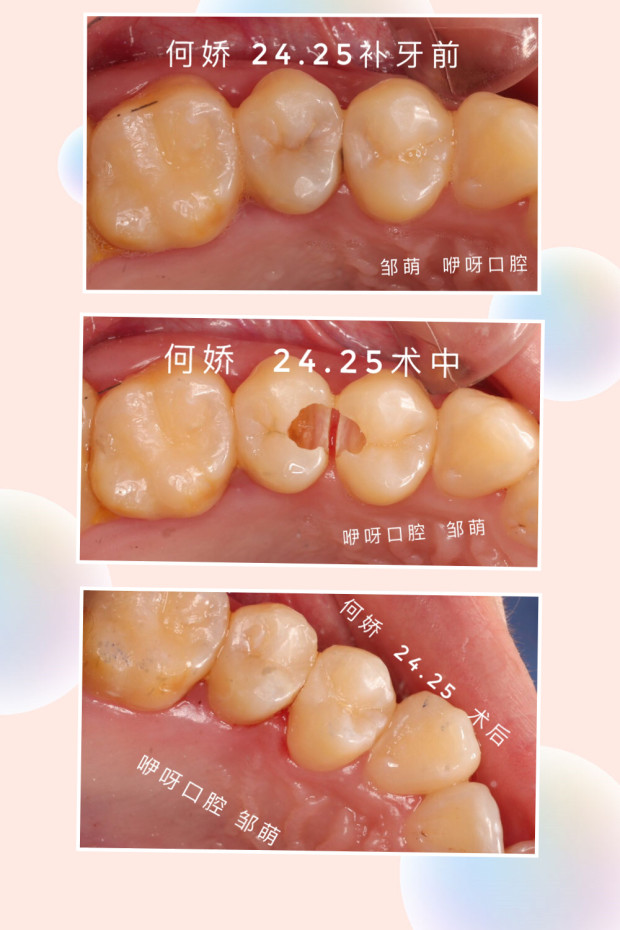 何娇 24.25补牙前
邹萌 咿呀口腔
何娇 24.25术中
咿呀口腔 邹萌
何娇 24.25 术后
咿呀口腔 邹萌